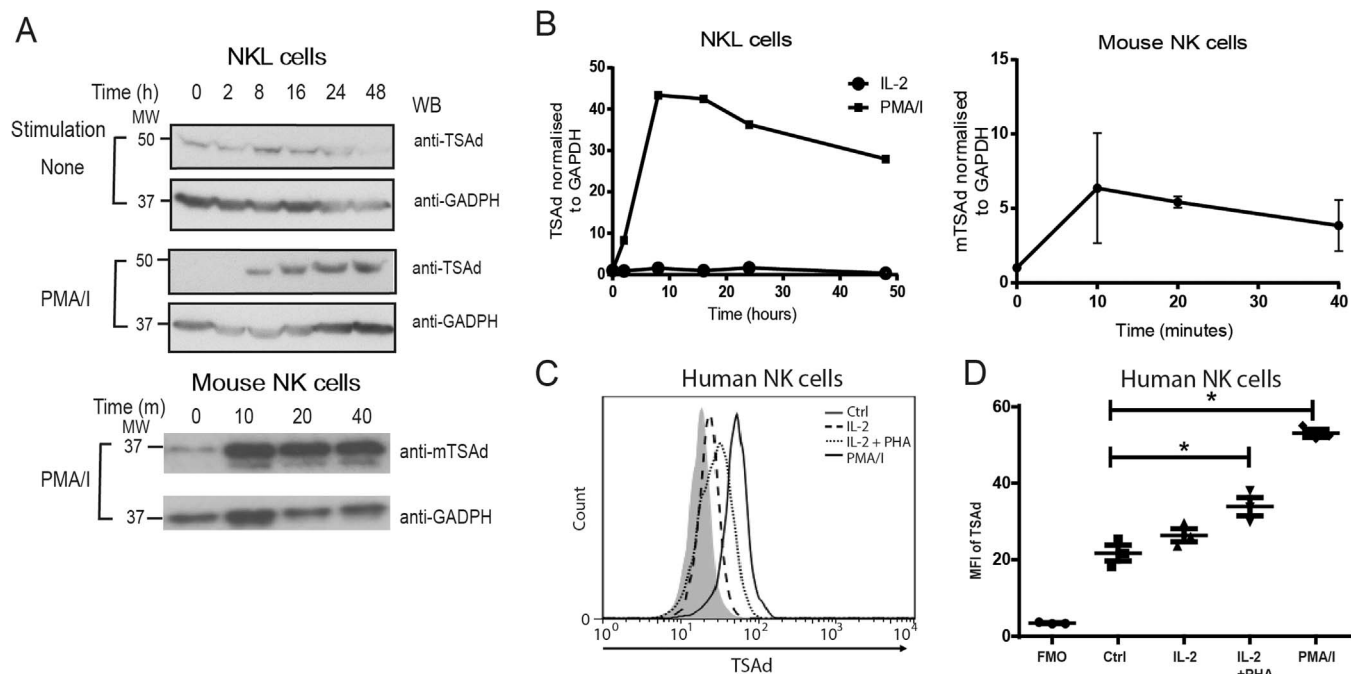 A
NKL cells
Time (h) 0 2 8 16 24 48
WB
MW
Stimulation
None
50
anti-TSAd
37
anti-GADPH
PMA/I
50
anti-TSAd
37
anti-GADPH
Mouse NK cells
Time (m) 0 10 20 40
MW
PMA/I
37
anti-mTSAd
37
anti-GADPH
B
NKL cells
IL-2
PMA/I
TSAd normalised
to GAPDH
50
40
30
20
10
0
0 10 20 30 40 50
Time (hours)
Mouse NK cells
mTSAd normalised
to GAPDH
15
10
5
0
0 10 20 30 40
Time (minutes)
C
Human NK cells
Ctrl
IL-2
IL-2 + PHA
PMA/I
Count
0
10⁰ 10¹ 10² 10³ 10⁴
TSAd
D
Human NK cells
*
*
MFI of TSAd
60
40
20
0
FMO Ctrl IL-2 IL-2 PMA/I
+PHA